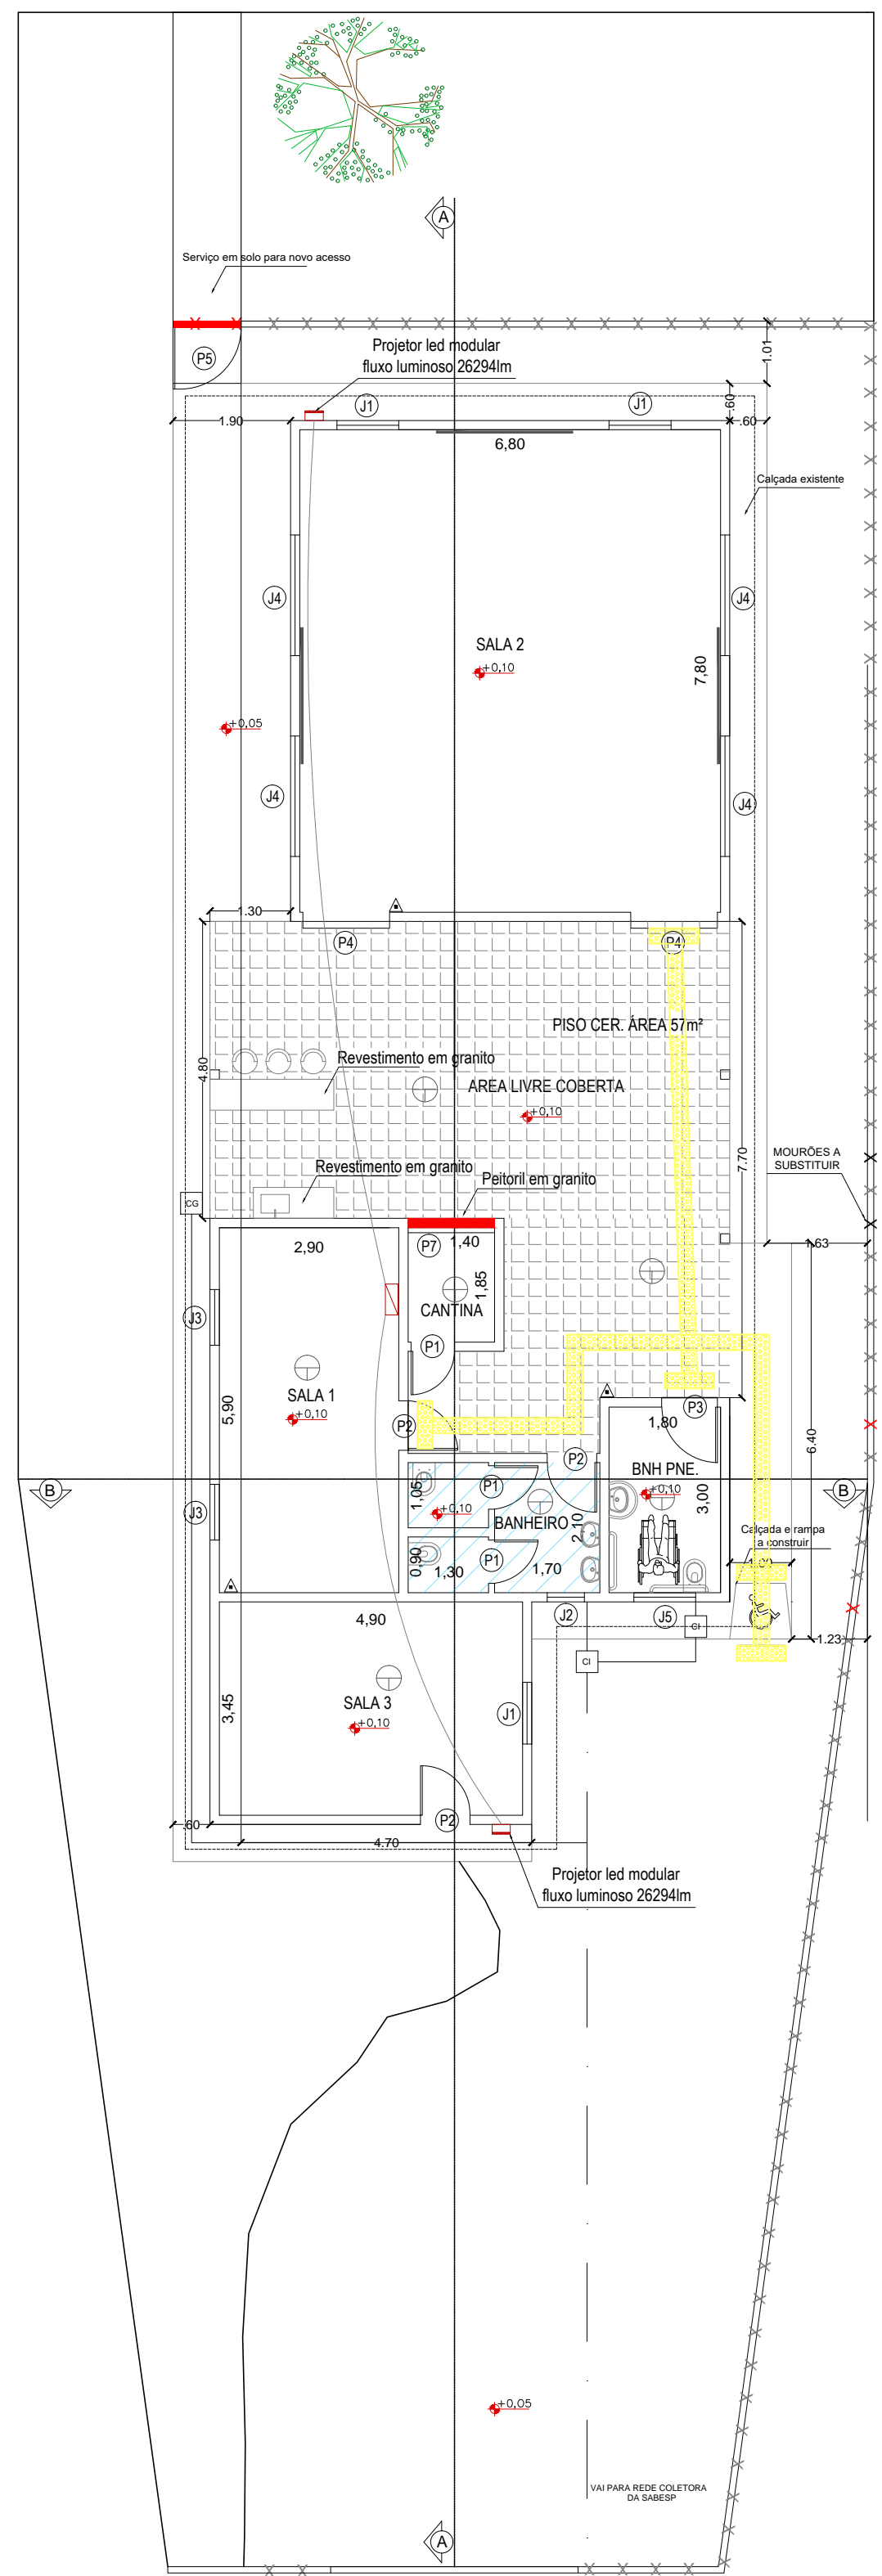 A
Serviço em solo para novo acesso
P5
Projetor led modular
fluxo luminoso 26294lm
1.01
J1
J1
.60
1.90
.60
6,80
Calçada existente
J4
J4
SALA 2
+0,10
7,80
+0,05
J4
J4
1.30
P4
P4
PISO CER. ÁREA 57m²
Revestimento em granito
4.80
AREA LIVRE COBERTA
+0,10
MOURÕES A
SUBSTITUIR
7.70
Revestimento em granito
Peitoril em granito
CG
2,90
P7
1,40
1.63
1,85
CANTINA
J3
P1
SALA 1
5,90
+0,10
P2
P3
1,80
6.40
P2
BNH PNE.
B
B
P1
1,05
+0,10
+0,10
3,00
J3
BANHEIRO
2,10
Calçada e rampa
a construir
P1
0,90
1,30
1,70
4,90
J2
J5
CI
1.23
CI
SALA 3
3,45
+0,10
J1
P2
.60
4.70
Projetor led modular
fluxo luminoso 26294lm
+0,05
VAI PARA REDE COLETORA
DA SABESP
A